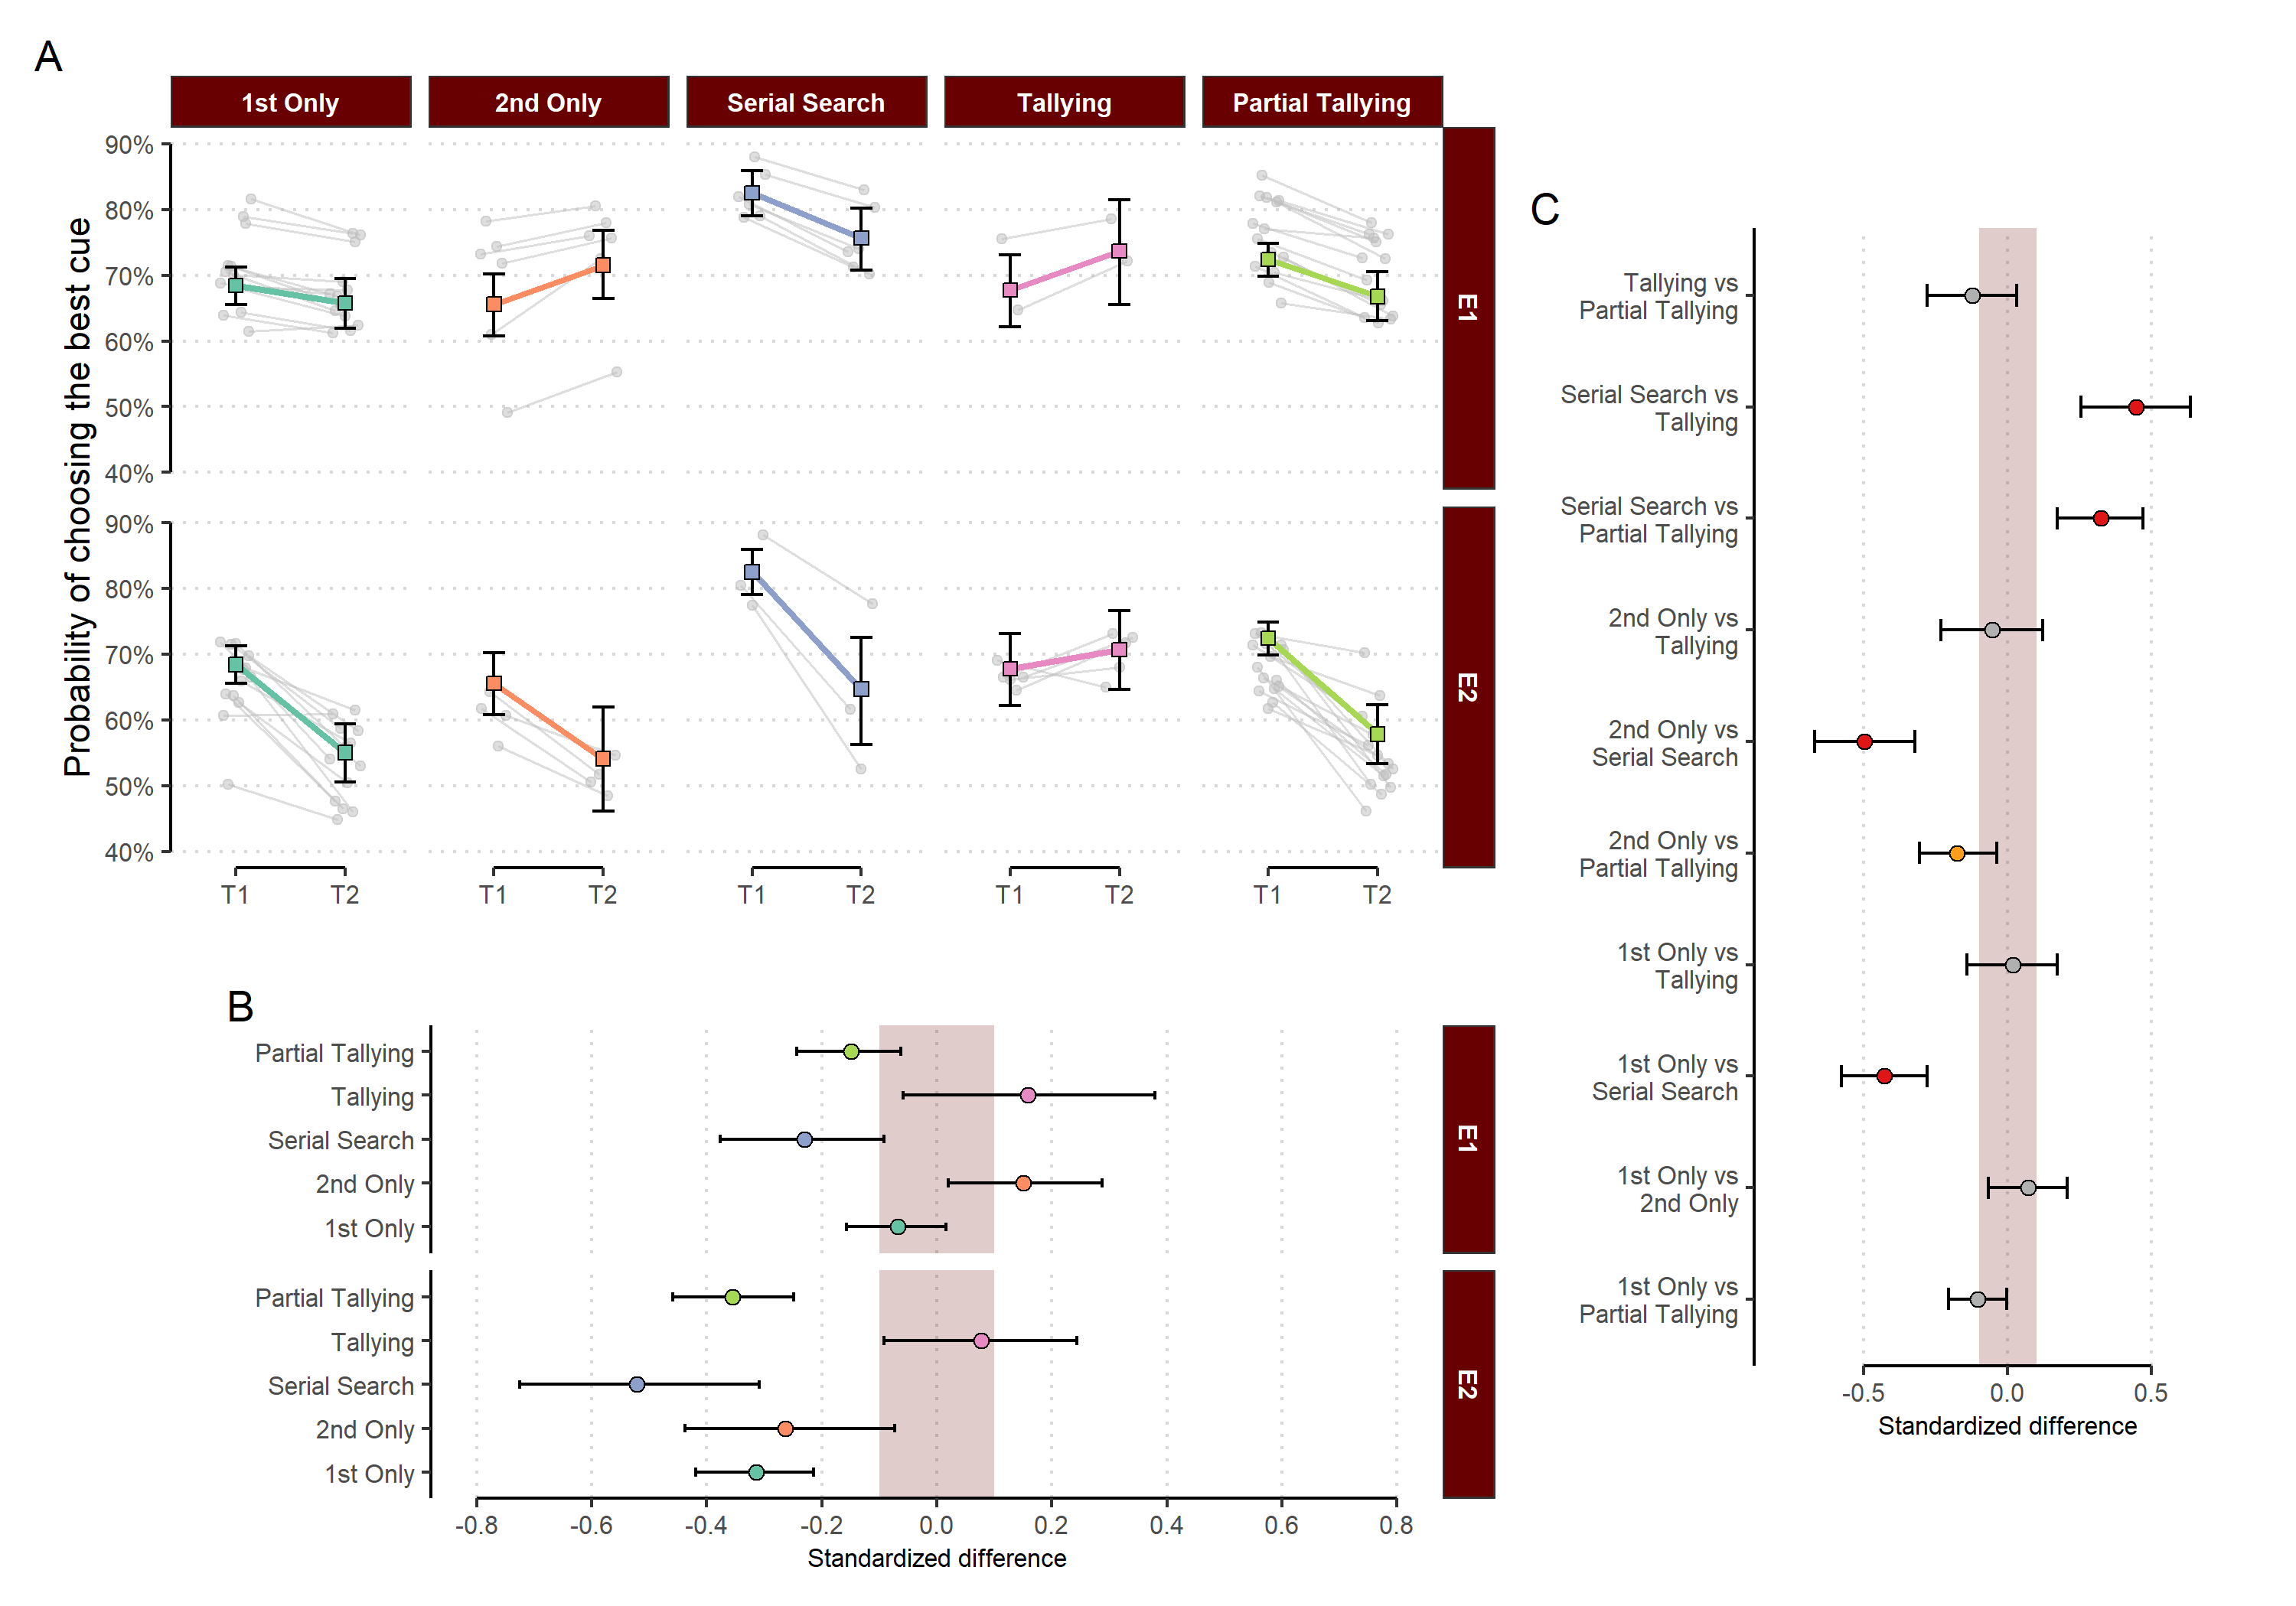 A
1st Only
2nd Only
Serial Search
Tallying
Partial Tallying
Probability of choosing the best cue
90%
80%
70%
60%
50%
40%
E1
90%
80%
70%
60%
50%
40%
E2
T1
T2
T1
T2
T1
T2
T1
T2
T1
T2
B
Partial Tallying
Tallying
Serial Search
2nd Only
1st Only
E1
Partial Tallying
Tallying
Serial Search
2nd Only
1st Only
E2
-0.8
-0.6
-0.4
-0.2
0.0
0.2
0.4
0.6
0.8
Standardized difference
C
Tallying vs
Partial Tallying
Serial Search vs
Tallying
Serial Search vs
Partial Tallying
2nd Only vs
Tallying
2nd Only vs
Serial Search
2nd Only vs
Partial Tallying
1st Only vs
Tallying
1st Only vs
Serial Search
1st Only vs
2nd Only
1st Only vs
Partial Tallying
-0.5
0.0
0.5
Standardized difference